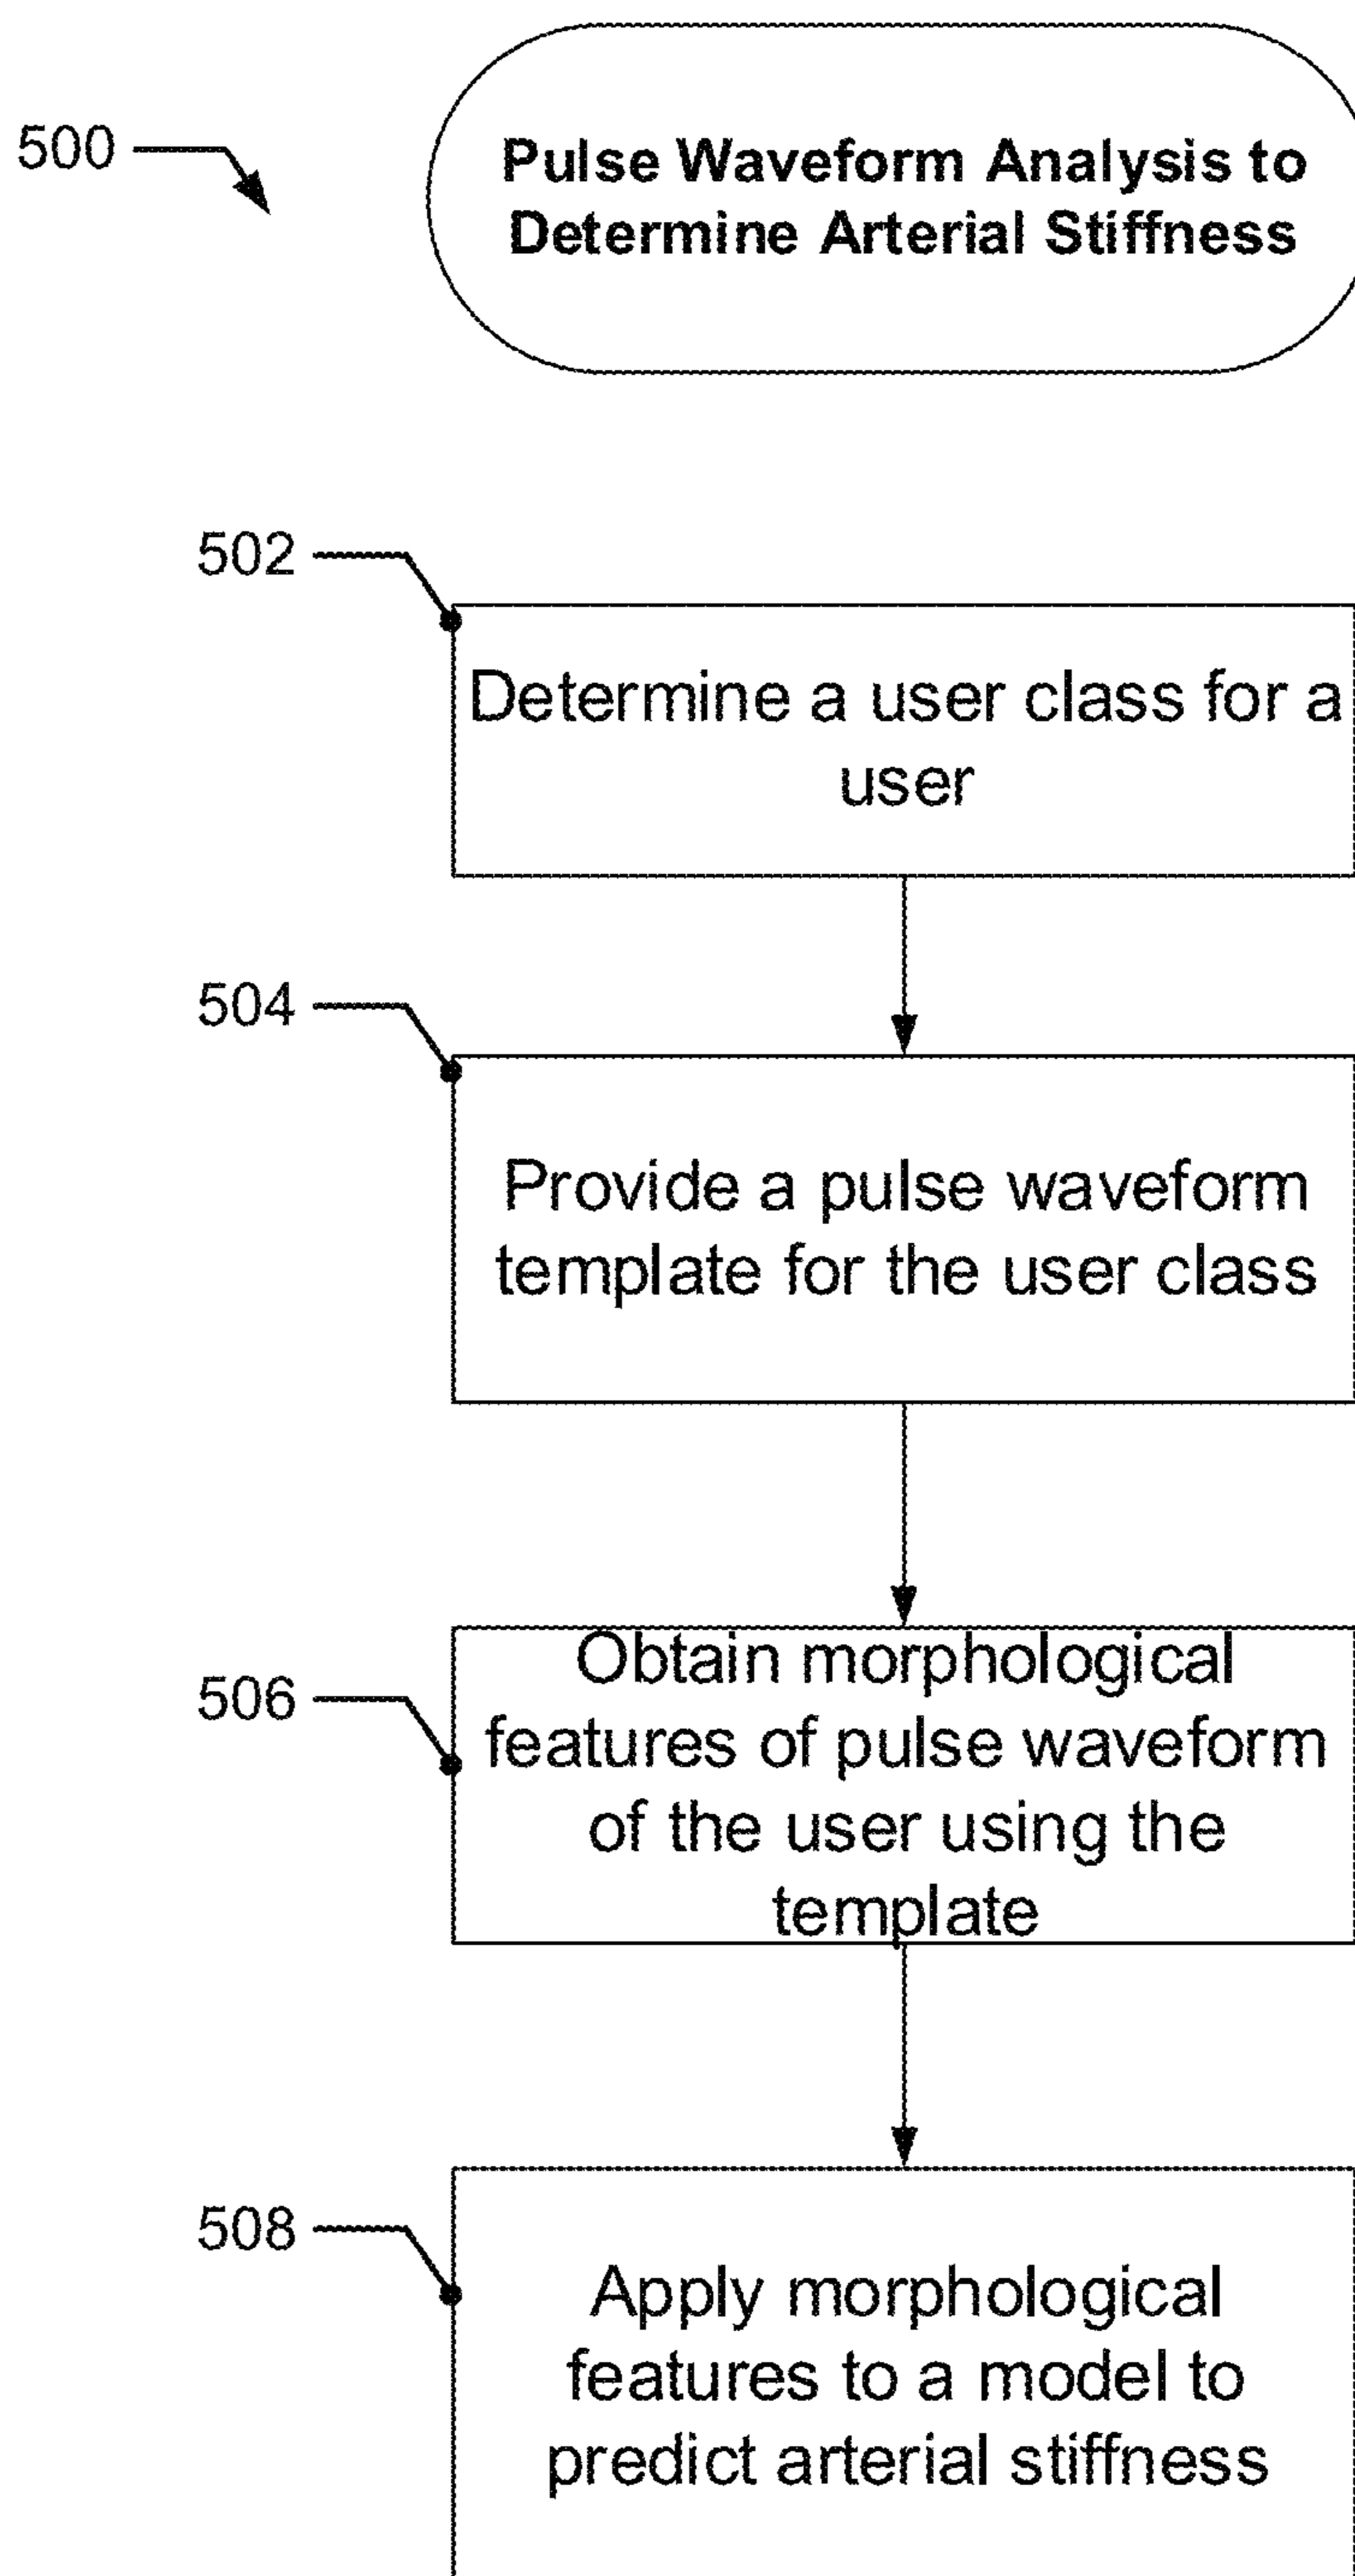 500
Pulse Waveform Analysis to
Determine Arterial Stiffness
502
Determine a user class for a
user
504
Provide a pulse waveform
template for the user class
506
Obtain morphological
features of pulse waveform
of the user using the
template
508
Apply morphological
features to a model to
predict arterial stiffness